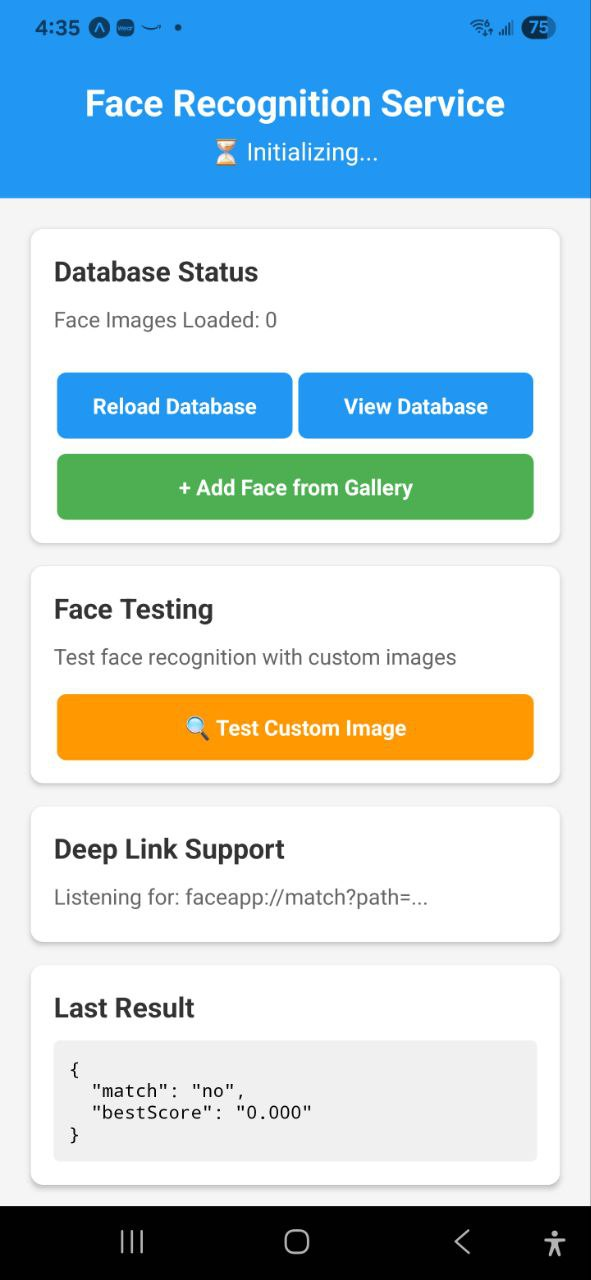 4:35
75
Face Recognition Service
⏳ Initializing...
Database Status
Face Images Loaded: 0
Reload Database
View Database
+ Add Face from Gallery
Face Testing
Test face recognition with custom images
🔍 Test Custom Image
Deep Link Support
Listening for: faceapp://match?path=...
Last Result
{
"match": "no",
"bestScore": "0.000"
}